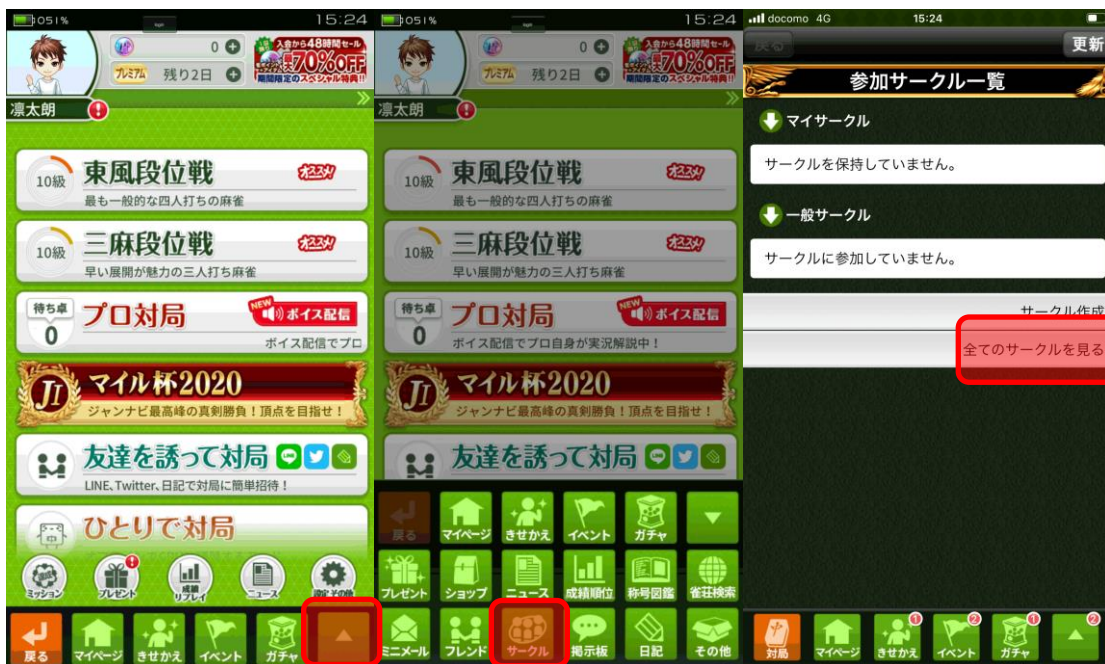 051%
15:24
0
入会から48時間セール
最大70%OFF
期間限定のスペシャル特典!!
プレミアム 残り2日
凛太朗
10級
東風段位戦
オススメ!
最も一般的な四人打ちの麻雀
10級
三麻段位戦
オススメ!
早い展開が魅力の三人打ち麻雀
待ち卓
0
プロ対局
NEW
ボイス配信
ボイス配信でプロ
マイル杯2020
ジャンナビ最高峰の真剣勝負!頂点を目指せ!
友達を誘って対局
LINE
LINE、Twitter、日記で対局に簡単招待!
ひとりで対局
ミッション
プレゼント
成績
リプレイ
ニュース
設定その他
戻る
マイページ
きせかえ
イベント
ガチャ
051%
15:24
0
入会から48時間セール
最大70%OFF
期間限定のスペシャル特典!!
プレミアム 残り2日
凛太朗
10級
東風段位戦
オススメ!
最も一般的な四人打ちの麻雀
10級
三麻段位戦
オススメ!
早い展開が魅力の三人打ち麻雀
待ち卓
0
プロ対局
NEW
ボイス配信
ボイス配信でプロ自身が実況解説中!
マイル杯2020
ジャンナビ最高峰の真剣勝負!頂点を目指せ!
友達を誘って対局
LINE
戻る
マイページ
きせかえ
イベント
ガチャ
プレゼント
ショップ
ニュース
成績順位
称号図鑑
雀荘検索
ミニメール
フレンド
サークル
掲示板
日記
その他
docomo 4G
15:24
戻る
更新
参加サークル一覧
マイサークル
サークルを保持していません。
一般サークル
サークルに参加していません。
サークル作成
全てのサークルを見る
対局
マイページ
きせかえ
1
イベント
2
ガチャ
1
2